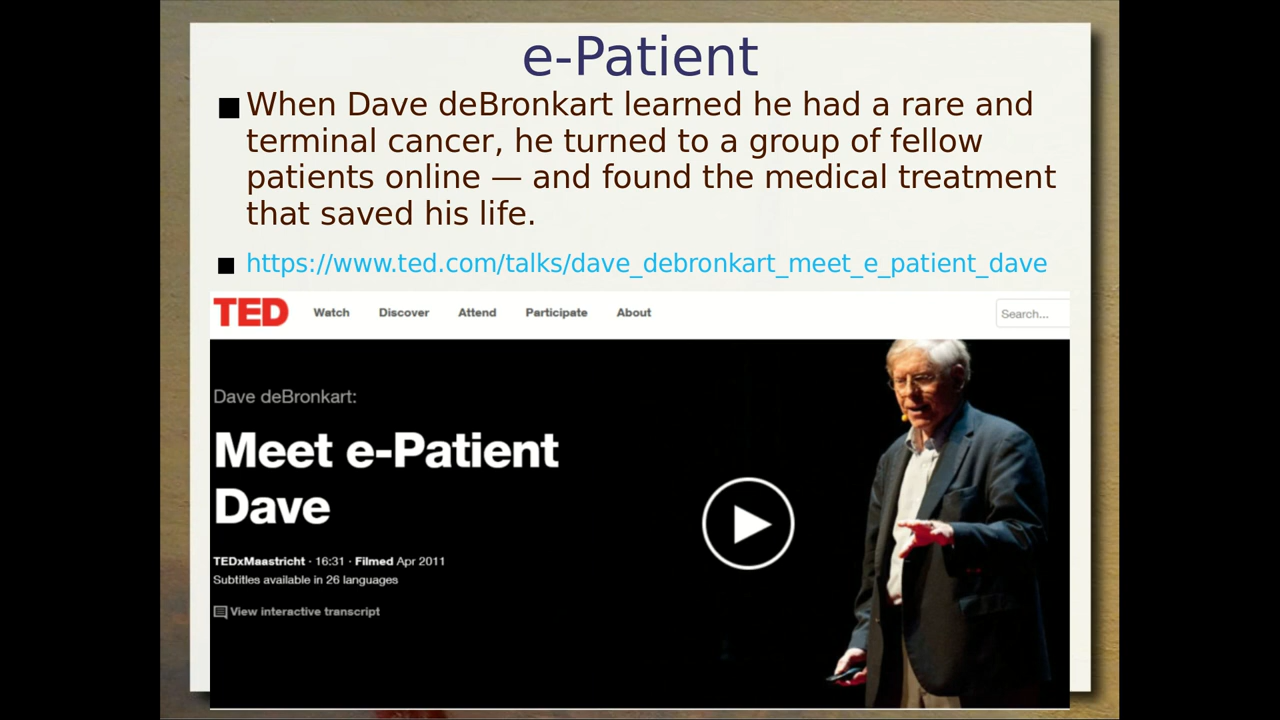 e-Patient
When Dave deBronkart learned he had a rare and
terminal cancer, he turned to a group of fellow
patients online — and found the medical treatment
that saved his life.
https://www.ted.com/talks/dave_debronkart_meet_e_patient_dave
TED Watch Discover Attend Participate About Search...
Dave deBronkart:
Meet e-Patient
Dave
TEDxMaastricht · 16:31 · Filmed Apr 2011
Subtitles available in 26 languages
View interactive transcript